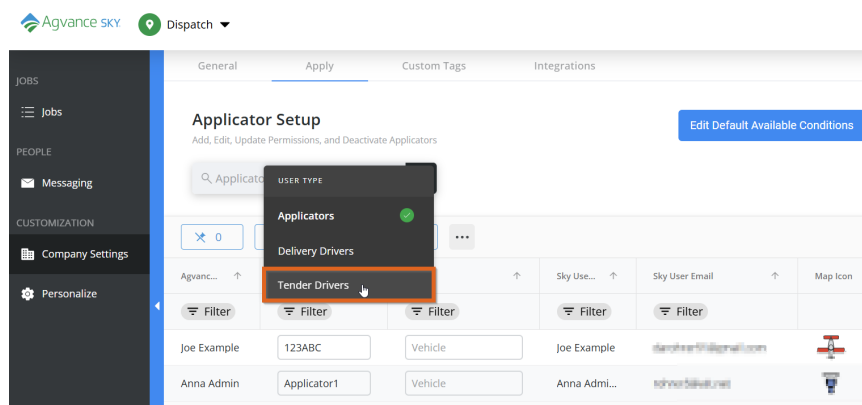 Agvance SKY
Dispatch
General Apply Custom Tags Integrations
JOBS
Jobs
PEOPLE
Messaging
CUSTOMIZATION
Company Settings
Personalize
Applicator Setup
Add, Edit, Update Permissions, and Deactivate Applicators
Edit Default Available Conditions
Applicato
USER TYPE
Applicators
Delivery Drivers
Tender Drivers
0
...
Agvanc... Sky Use... Sky User Email Map Icon
Filter Filter Filter Filter Filter
Joe Example 123ABC Vehicle Joe Example
Anna Admin Applicator1 Vehicle Anna Admi...